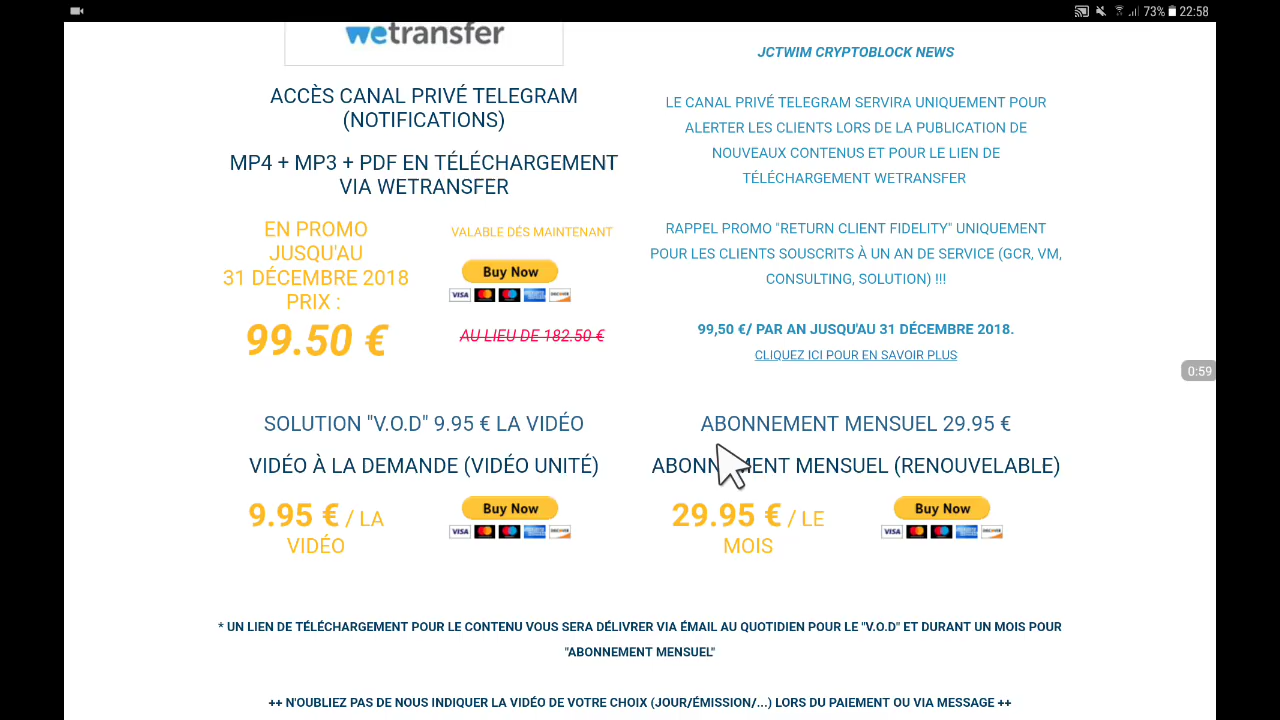 73% 22:58
wetransfer
ACCÈS CANAL PRIVÉ TELEGRAM
(NOTIFICATIONS)
MP4 + MP3 + PDF EN TÉLÉCHARGEMENT
VIA WETRANSFER
EN PROMO
JUSQU'AU
31 DÉCEMBRE 2018
PRIX :
99.50 €
VALABLE DÉS MAINTENANT
Buy Now
VISA
AU LIEU DE 182.50 €
JCTWIM CRYPTOBLOCK NEWS
LE CANAL PRIVÉ TELEGRAM SERVIRA UNIQUEMENT POUR
ALERTER LES CLIENTS LORS DE LA PUBLICATION DE
NOUVEAUX CONTENUS ET POUR LE LIEN DE
TÉLÉCHARGEMENT WETRANSFER
RAPPEL PROMO "RETURN CLIENT FIDELITY" UNIQUEMENT
POUR LES CLIENTS SOUSCRITS À UN AN DE SERVICE (GCR, VM,
CONSULTING, SOLUTION) !!!
99,50 €/ PAR AN JUSQU'AU 31 DÉCEMBRE 2018.
CLIQUEZ ICI POUR EN SAVOIR PLUS
0:59
SOLUTION "V.O.D" 9.95 € LA VIDÉO
VIDÉO À LA DEMANDE (VIDÉO UNITÉ)
9.95 € / LA
VIDÉO
Buy Now
VISA
ABONNEMENT MENSUEL 29.95 €
ABONNEMENT MENSUEL (RENOUVELABLE)
29.95 € / LE
MOIS
Buy Now
VISA
* UN LIEN DE TÉLÉCHARGEMENT POUR LE CONTENU VOUS SERA DÉLIVRER VIA ÉMAIL AU QUOTIDIEN POUR LE "V.O.D" ET DURANT UN MOIS POUR
"ABONNEMENT MENSUEL"
++ N'OUBLIEZ PAS DE NOUS INDIQUER LA VIDÉO DE VOTRE CHOIX (JOUR/ÉMISSION/...) LORS DU PAIEMENT OU VIA MESSAGE ++